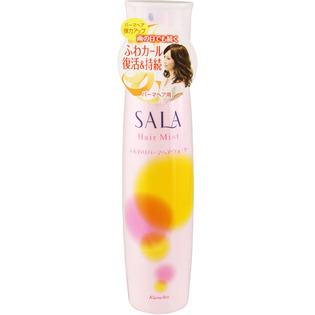 パーマヘア
弾力アップ
雨の日でも続く
ふわカール
復活&持続
パーマヘア用
SALA
Hair Mist
Kanebo